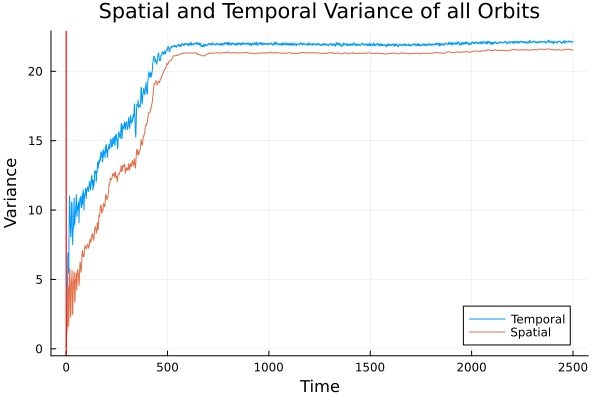 Spatial and Temporal Variance of all Orbits
Variance
20
15
10
5
0
Temporal
Spatial
0 500 1000 1500 2000 2500
Time